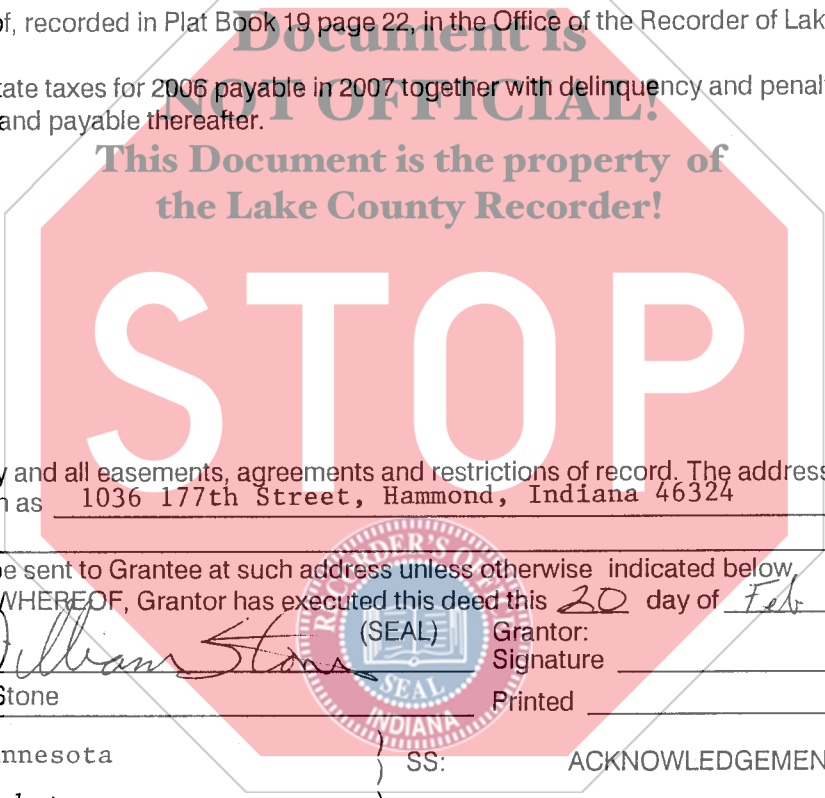 of, recorded in Plat Book 19 page 22, in the Office of the Recorder of Lak
Document is
tate taxes for 2006 payable in 2007 together with delinquency and penal
NOT OFFICIAL!
and payable thereafter.
This Document is the property of
the Lake County Recorder!
STOP
y and all easements, agreements and restrictions of record. The address
n as 1036 177th Street, Hammond, Indiana 46324
be sent to Grantee at such address unless otherwise indicated below
WHEREOF, Grantor has executed this deed this 20 day of Feb
William Stone (SEAL) Grantor:
Signature
Stone Printed
RECORDER'S OF
SEAL
INDIANA
nnesota ) SS: ACKNOWLEDGEMEN
)